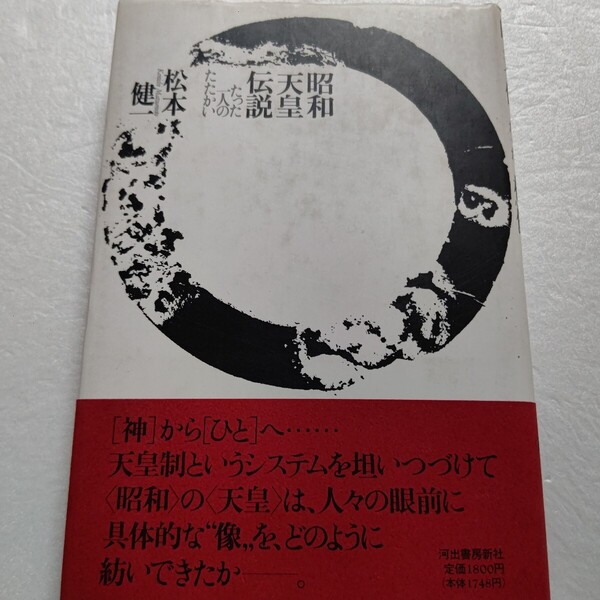 昭和
天皇
伝説
たった
一人の
たたかい
松本
健一
[神]から[ひと]へ……
天皇制というシステムを担いつづけて
〈昭和〉の〈天皇〉は、人々の眼前に
具体的な“像„を、どのように
紡いできたか——。
河出書房新社
定価1800円
(本体1748円)